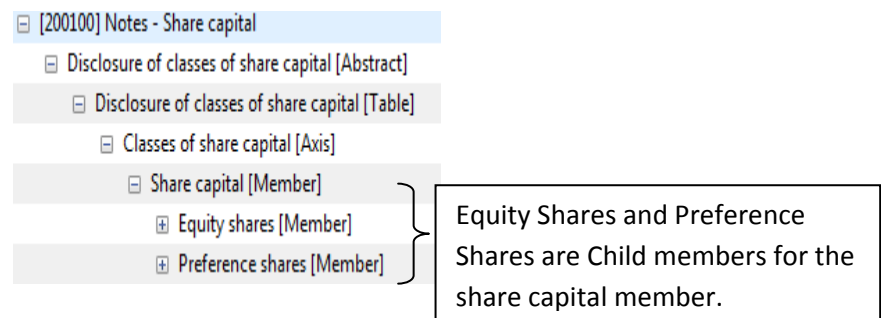 [200100] Notes - Share capital
Disclosure of classes of share capital [Abstract]
Disclosure of classes of share capital [Table]
Classes of share capital [Axis]
Share capital [Member]
Equity shares [Member]
Preference shares [Member]
Equity Shares and Preference
Shares are Child members for the
share capital member.